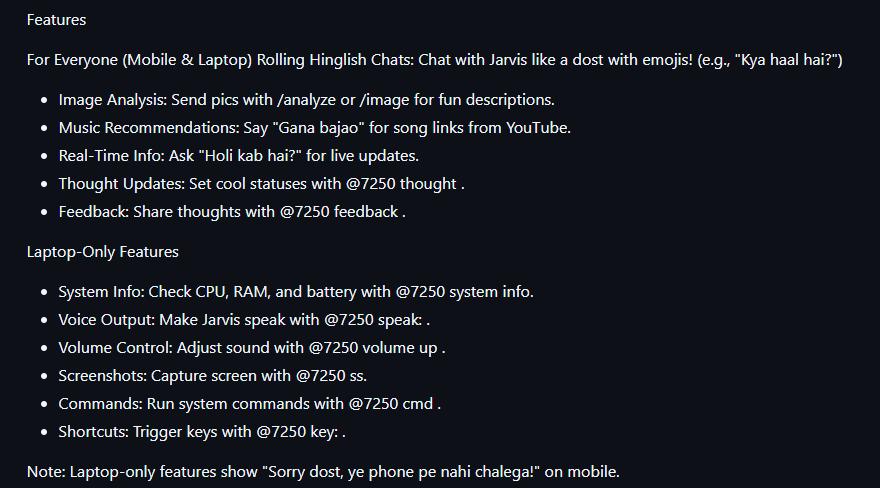 Features
For Everyone (Mobile & Laptop) Rolling Hinglish Chats: Chat with Jarvis like a dost with emojis! (e.g., "Kya haal hai?")
• Image Analysis: Send pics with /analyze or /image for fun descriptions.
• Music Recommendations: Say "Gana bajao" for song links from YouTube.
• Real-Time Info: Ask "Holi kab hai?" for live updates.
• Thought Updates: Set cool statuses with @7250 thought .
• Feedback: Share thoughts with @7250 feedback .
Laptop-Only Features
• System Info: Check CPU, RAM, and battery with @7250 system info.
• Voice Output: Make Jarvis speak with @7250 speak: .
• Volume Control: Adjust sound with @7250 volume up .
• Screenshots: Capture screen with @7250 ss.
• Commands: Run system commands with @7250 cmd .
• Shortcuts: Trigger keys with @7250 key: .
Note: Laptop-only features show "Sorry dost, ye phone pe nahi chalega!" on mobile.